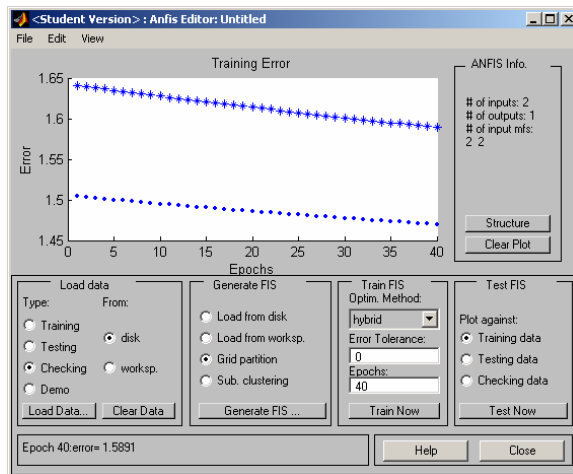 <Student Version> : Anfis Editor: Untitled
File Edit View
Training Error
1.65
1.6
1.55
1.5
1.45
Error
0 5 10 15 20 25 30 35 40
Epochs
ANFIS Info.
# of inputs: 2
# of outputs: 1
# of input mfs:
2 2
Structure
Clear Plot
Load data
Type: From:
Training
Testing
Checking
Demo
disk
worksp.
Load Data... Clear Data
Generate FIS
Load from disk
Load from worksp.
Grid partition
Sub. clustering
Generate FIS ...
Train FIS
Optim. Method:
hybrid
Error Tolerance:
0
Epochs:
40
Train Now
Test FIS
Plot against:
Training data
Testing data
Checking data
Test Now
Epoch 40:error= 1.5891
Help Close